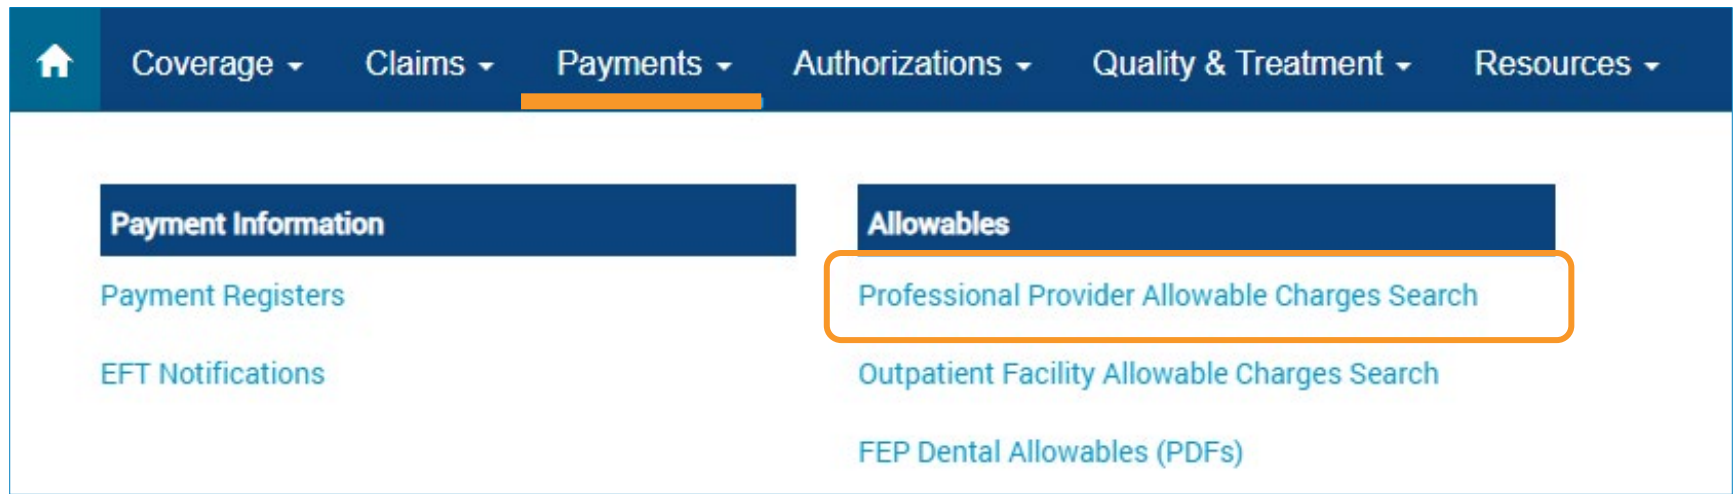 Coverage Claims Payments Authorizations Quality & Treatment Resources
Payment Information
Payment Registers
EFT Notifications
Allowables
Professional Provider Allowable Charges Search
Outpatient Facility Allowable Charges Search
FEP Dental Allowables (PDFs)